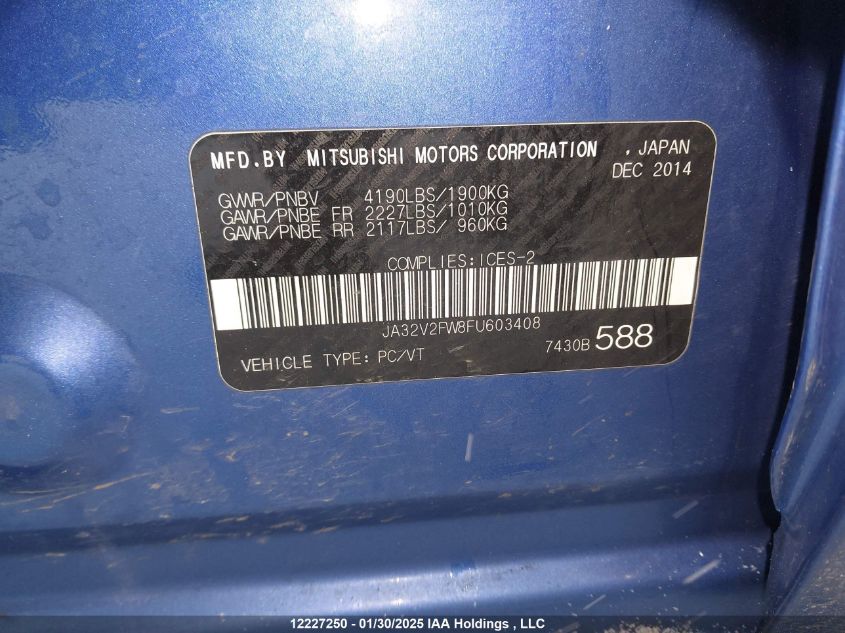 MFD.BY MITSUBISHI MOTORS CORPORATION , JAPAN
DEC 2014
GVWR/PNBV 4190LBS/1900KG
GAWR/PNBE FR 2227LBS/1010KG
GAWR/PNBE RR 2117LBS/ 960KG
COMPLIES:ICES-2
JA32V2FW8FU603408
VEHICLE TYPE: PC/VT 7430B 588
12227250 - 01/30/2025 IAA Holdings , LLC